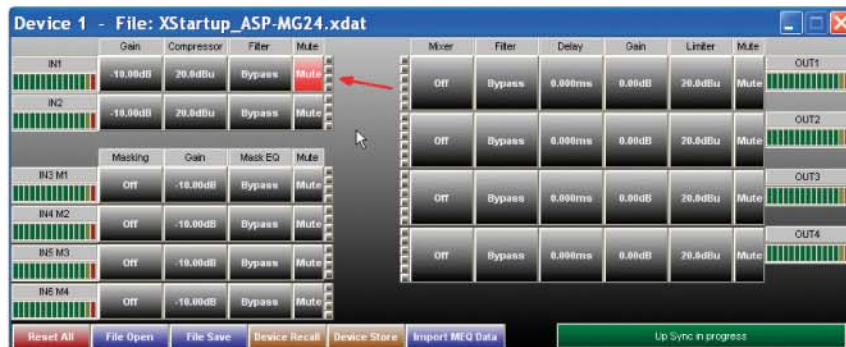 Device 1 - File: XStartup_ASP-MG24.xdat
Gain Compressor Filter Mute Mixer Filter Delay Gain Limiter Mute
IN1 OUT1
-10.00dB 20.0dBu Bypass Mute Off Bypass 0.000ms 0.00dB 20.0dBu Mute
IN2 OUT2
-10.00dB 20.0dBu Bypass Mute Off Bypass 0.000ms 0.00dB 20.0dBu Mute
Masking Gain Mask EQ Mute
IN3 M1 OUT3
Off -10.00dB Bypass Mute Off Bypass 0.000ms 0.00dB 20.0dBu Mute
IN4 M2 OUT4
Off -10.00dB Bypass Mute Off Bypass 0.000ms 0.00dB 20.0dBu Mute
IN5 M3
Off -10.00dB Bypass Mute
IN6 M4
Off -10.00dB Bypass Mute
Reset All File Open File Save Device Recall Device Store Import MEQ Data Up Sync in progress